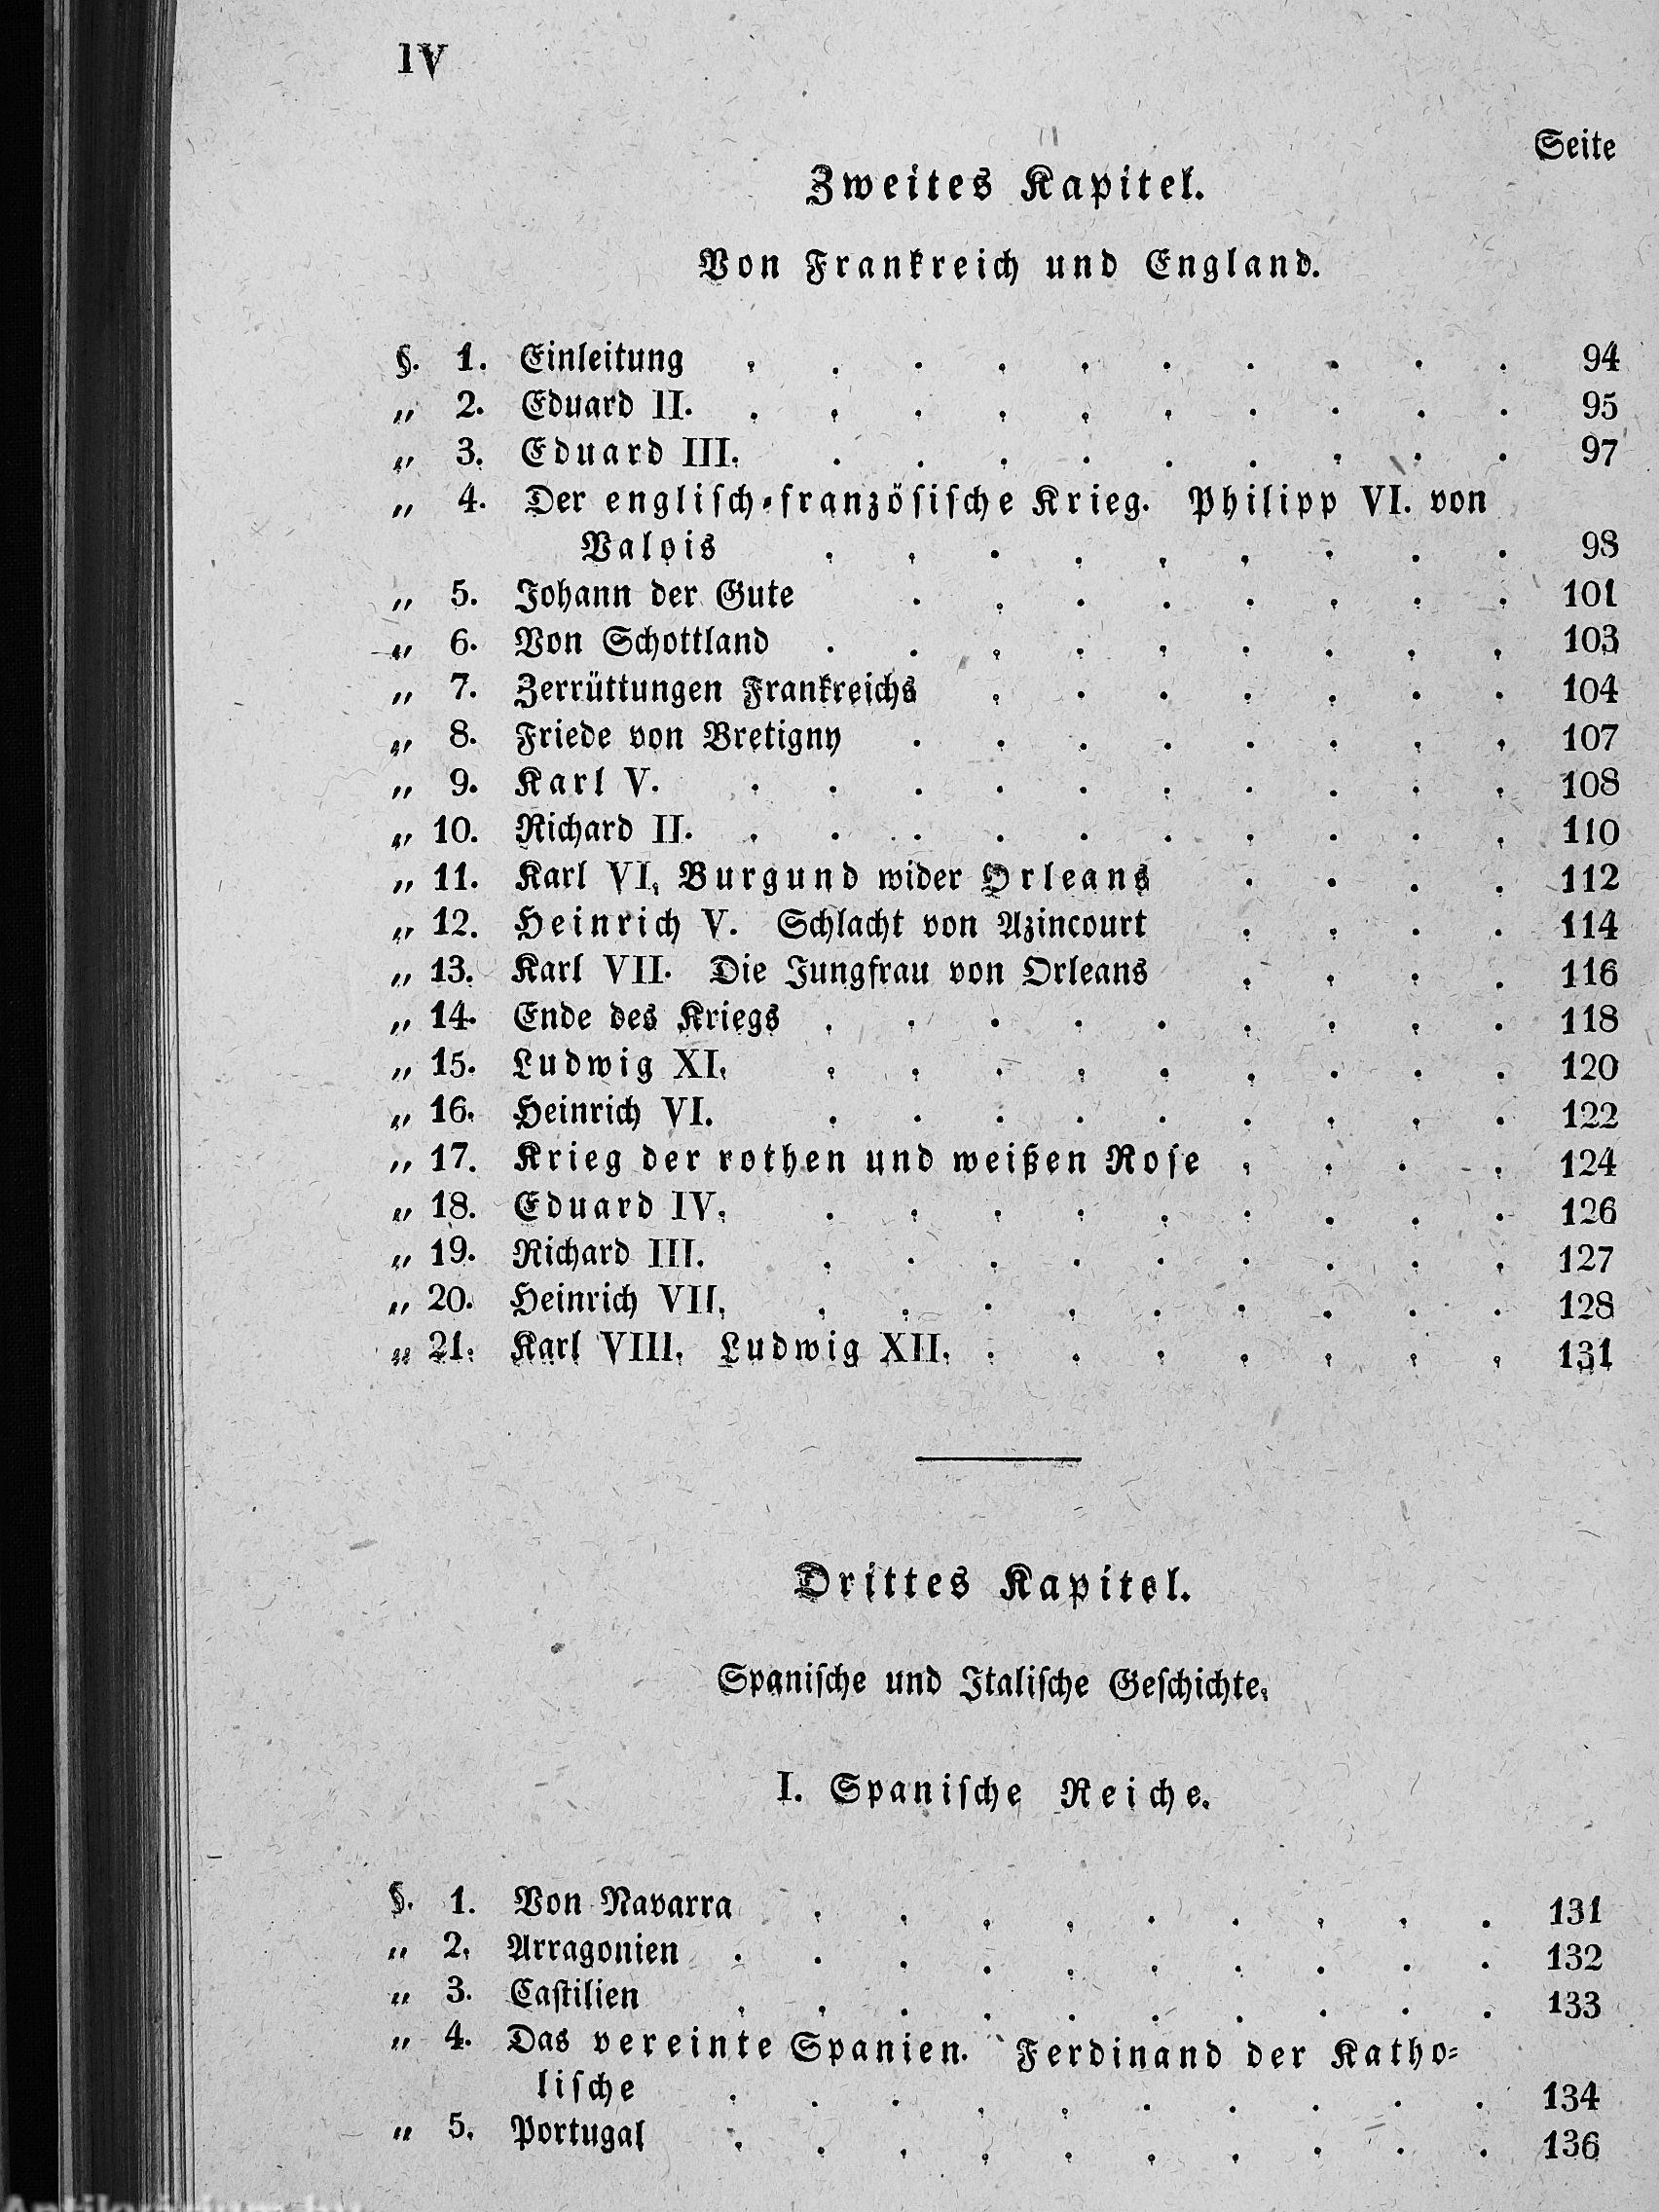 IV
Seite
Zweites Kapitel.
Von Frankreich und England.
§. 1. Einleitung . . . . . . . . . . 94
„ 2. Eduard II. . . . . . . . . . . 95
„ 3. Eduard III. . . . . . . . . . 97
„ 4. Der englisch-französische Krieg. Philipp VI. von
Valois . . . . . . . . . 98
„ 5. Johann der Gute . . . . . . . . 101
„ 6. Von Schottland . . . . . . . . . 103
„ 7. Zerrüttungen Frankreichs . . . . . . . 104
„ 8. Friede von Bretigny . . . . . . . . 107
„ 9. Karl V. . . . . . . . . . . 108
„ 10. Richard II. . . . . . . . . . . 110
„ 11. Karl VI. Burgund wider Orleans . . . . 112
„ 12. Heinrich V. Schlacht von Azincourt . . . . 114
„ 13. Karl VII. Die Jungfrau von Orleans . . . . 116
„ 14. Ende des Kriegs . . . . . . . . . 118
„ 15. Ludwig XI. . . . . . . . . . 120
„ 16. Heinrich VI. . . . . . . . . . 122
„ 17. Krieg der rothen und weißen Rose . . . . 124
„ 18. Eduard IV. . . . . . . . . . 126
„ 19. Richard III. . . . . . . . . . 127
„ 20. Heinrich VII. . . . . . . . . . 128
„ 21. Karl VIII. Ludwig XII. . . . . . . . 131
Drittes Kapitel.
Spanische und Italische Geschichte.
I. Spanische Reiche.
§. 1. Von Navarra . . . . . . . . . 131
„ 2. Arragonien . . . . . . . . . . 132
„ 3. Castilien . . . . . . . . . . 133
„ 4. Das vereinte Spanien. Ferdinand der Katho-
lische . . . . . . . . . . 134
„ 5. Portugal . . . . . . . . . . 136